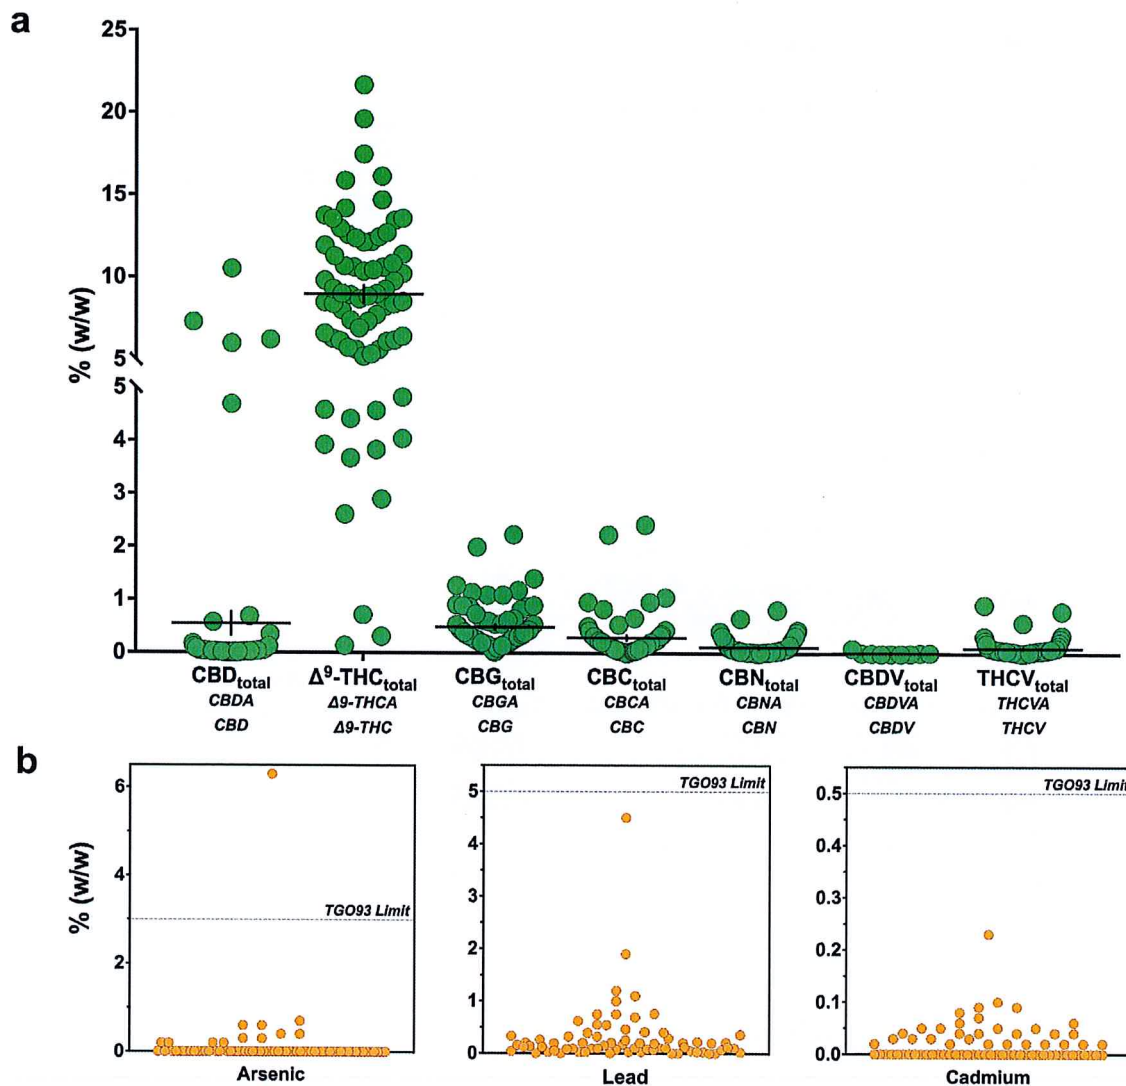 a
25
20
15
10
5
5
4
3
2
1
0
% (w/w)
CBDtotal Δ⁹-THCtotal CBGtotal CBCtotal CBNtotal CBDVtotal THCVtotal
CBDA Δ9-THCA CBGA CBCA CBNA CBDVA THCVA
CBD Δ9-THC CBG CBC CBN CBDV THCV
b
% (w/w)
6
4
2
0
TGO93 Limit
Arsenic
5
4
3
2
1
0
TGO93 Limit
Lead
0.5
0.4
0.3
0.2
0.1
0.0
TGO93 Limit
Cadmium